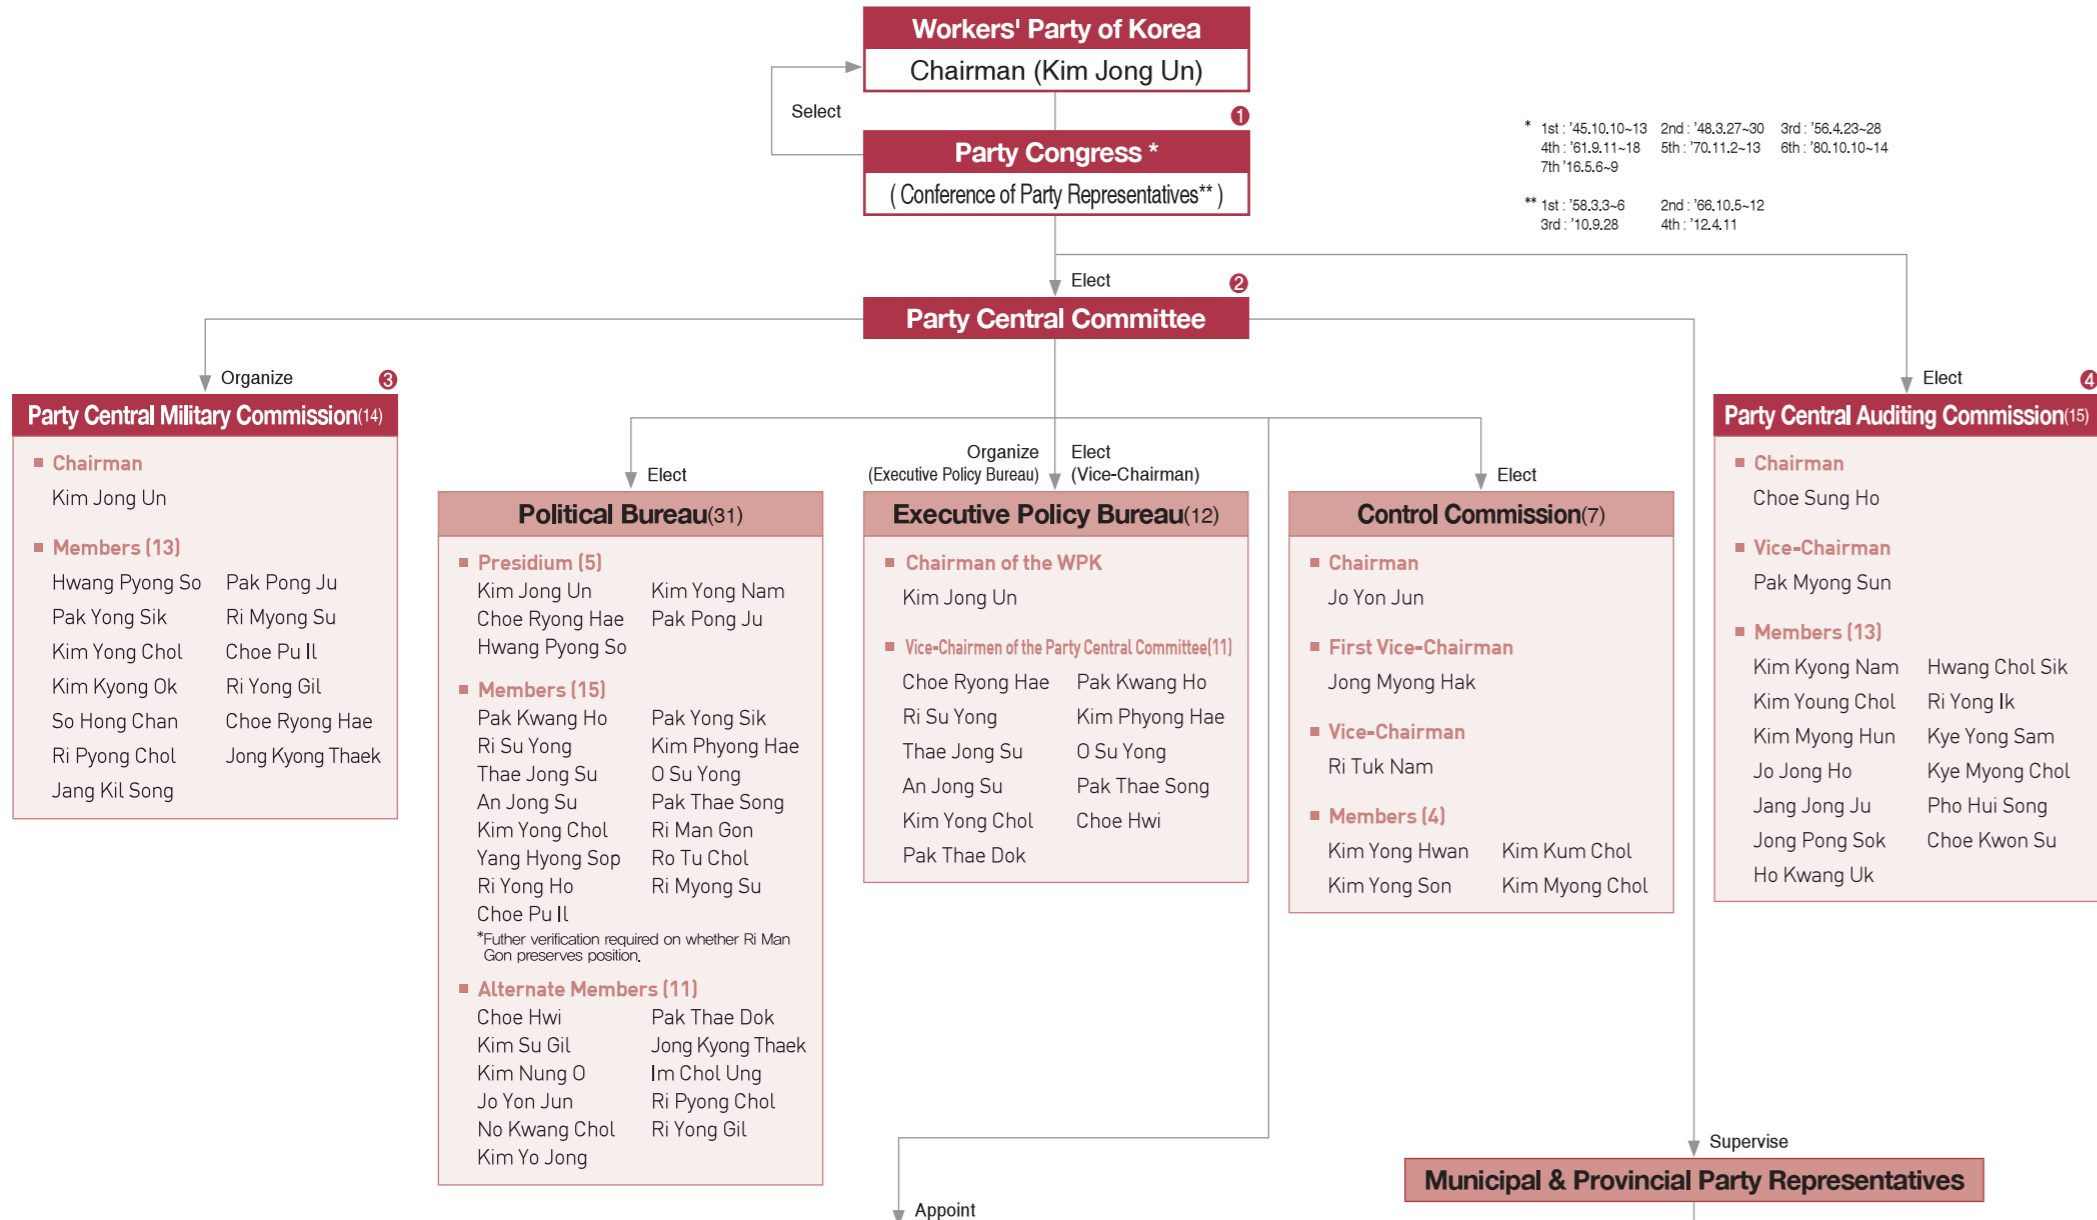 Workers' Party of Korea
Chairman (Kim Jong Un)
Select
❶
Party Congress *
( Conference of Party Representatives** )
* 1st : '45.10.10~13 2nd : '48.3.27~30 3rd : '56.4.23~28
4th : '61.9.11~18 5th : '70.11.2~13 6th : '80.10.10~14
7th '16.5.6~9
** 1st : '58.3.3~6 2nd : '66.10.5~12
3rd : '10.9.28 4th : '12.4.11
Elect
❷
Party Central Committee
Organize
❸
Party Central Military Commission(14)
Chairman
Kim Jong Un
Members (13)
Hwang Pyong So Pak Pong Ju
Pak Yong Sik Ri Myong Su
Kim Yong Chol Choe Pu Il
Kim Kyong Ok Ri Yong Gil
So Hong Chan Choe Ryong Hae
Ri Pyong Chol Jong Kyong Thaek
Jang Kil Song
Elect
Political Bureau(31)
Presidium (5)
Kim Jong Un Kim Yong Nam
Choe Ryong Hae Pak Pong Ju
Hwang Pyong So
Members (15)
Pak Kwang Ho Pak Yong Sik
Ri Su Yong Kim Phyong Hae
Thae Jong Su O Su Yong
An Jong Su Pak Thae Song
Kim Yong Chol Ri Man Gon
Yang Hyong Sop Ro Tu Chol
Ri Yong Ho Ri Myong Su
Choe Pu Il
*Futher verification required on whether Ri Man
Gon preserves position.
Alternate Members (11)
Choe Hwi Pak Thae Dok
Kim Su Gil Jong Kyong Thaek
Kim Nung O Im Chol Ung
Jo Yon Jun Ri Pyong Chol
No Kwang Chol Ri Yong Gil
Kim Yo Jong
Organize
(Executive Policy Bureau)
Elect
(Vice-Chairman)
Executive Policy Bureau(12)
Chairman of the WPK
Kim Jong Un
Vice-Chairmen of the Party Central Committee(11)
Choe Ryong Hae Pak Kwang Ho
Ri Su Yong Kim Phyong Hae
Thae Jong Su O Su Yong
An Jong Su Pak Thae Song
Kim Yong Chol Choe Hwi
Pak Thae Dok
Elect
Control Commission(7)
Chairman
Jo Yon Jun
First Vice-Chairman
Jong Myong Hak
Vice-Chairman
Ri Tuk Nam
Members (4)
Kim Yong Hwan Kim Kum Chol
Kim Yong Son Kim Myong Chol
Elect
❹
Party Central Auditing Commission(15)
Chairman
Choe Sung Ho
Vice-Chairman
Pak Myong Sun
Members (13)
Kim Kyong Nam Hwang Chol Sik
Kim Young Chol Ri Yong Ik
Kim Myong Hun Kye Yong Sam
Jo Jong Ho Kye Myong Chol
Jang Jong Ju Pho Hui Song
Jong Pong Sok Choe Kwon Su
Ho Kwang Uk
Supervise
Municipal & Provincial Party Representatives
Appoint